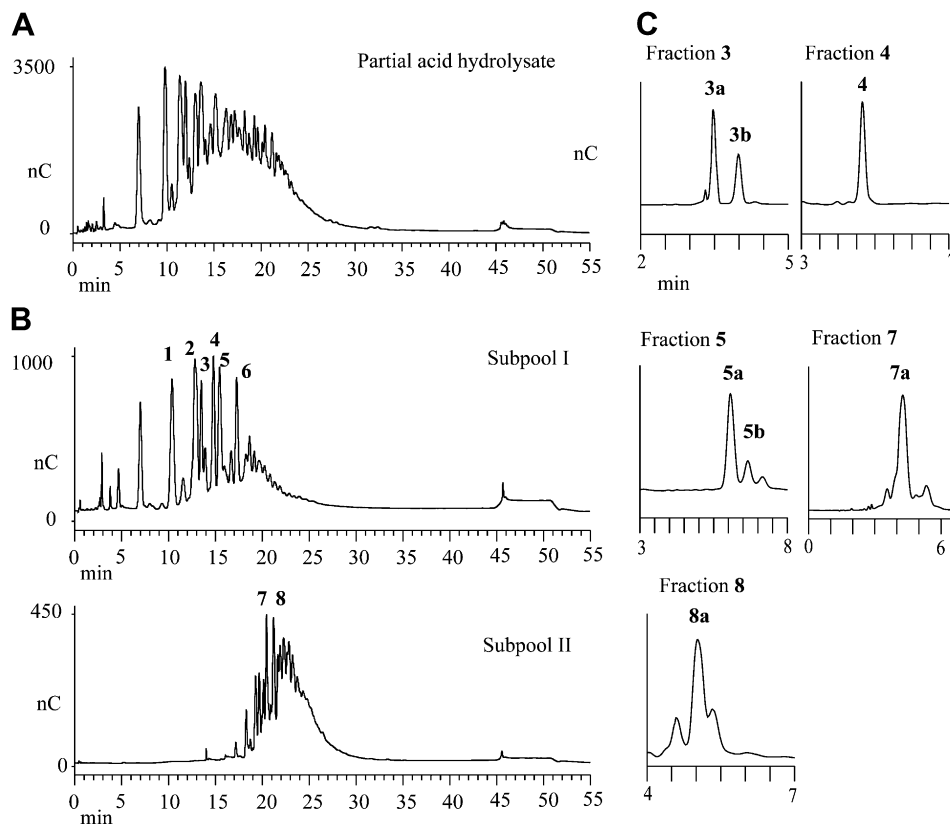 A
Partial acid hydrolysate
3500
nC
0
0 5 10 15 20 25 30 35 40 45 50 55
min
B
Subpool I
1000
1 2 3 4 5 6
nC
0
0 5 10 15 20 25 30 35 40 45 50 55
min
Subpool II
450
7 8
nC
0
0 5 10 15 20 25 30 35 40 45 50 55
min
C
nC
Fraction 3
3a
3b
2 5
min
Fraction 4
4
3
Fraction 5
5a
5b
3 8
Fraction 7
7a
0 6
Fraction 8
8a
4 7